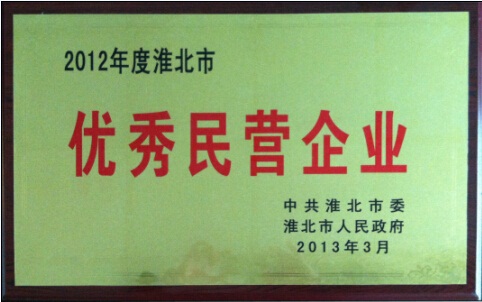 2012年度淮北市
优秀民营企业
中共淮北市委
淮北市人民政府
2013年3月